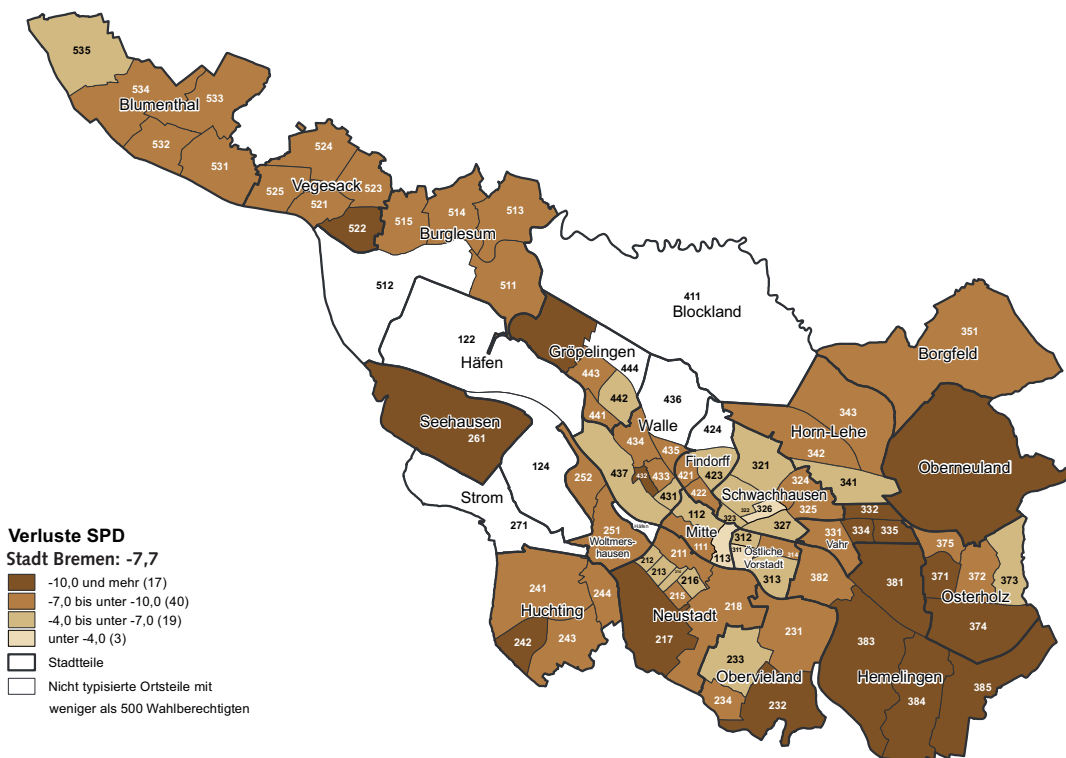 535
534
533
Blumenthal
532
531
524
Vegesack
525
523
521
522
515
514
513
Burglesum
511
512
411
Blockland
122
Häfen
Gröpelingen
444
443
442
441
436
Walle
434
435
424
Seehausen
261
124
Strom
271
252
437
432
433
431
Findorff
421
423
422
321
Schwachhausen
324
325
326
323
327
351
Borgfeld
343
Horn-Lehe
342
341
Oberneuland
112
Mitte
111
113
312
311
Östliche
Vorstadt
314
313
332
331
Vahr
334
335
251
Woltmers-
hausen
Häfen
211
212
213
216
215
Neustadt
218
217
241
244
Huchting
242
243
382
381
375
371
372
373
Osterholz
374
231
233
Obervieland
234
232
383
Hemelingen
384
385
Verluste SPD
Stadt Bremen: -7,7
-10,0 und mehr (17)
-7,0 bis unter -10,0 (40)
-4,0 bis unter -7,0 (19)
unter -4,0 (3)
Stadtteile
Nicht typisierte Ortsteile mit
weniger als 500 Wahlberechtigten